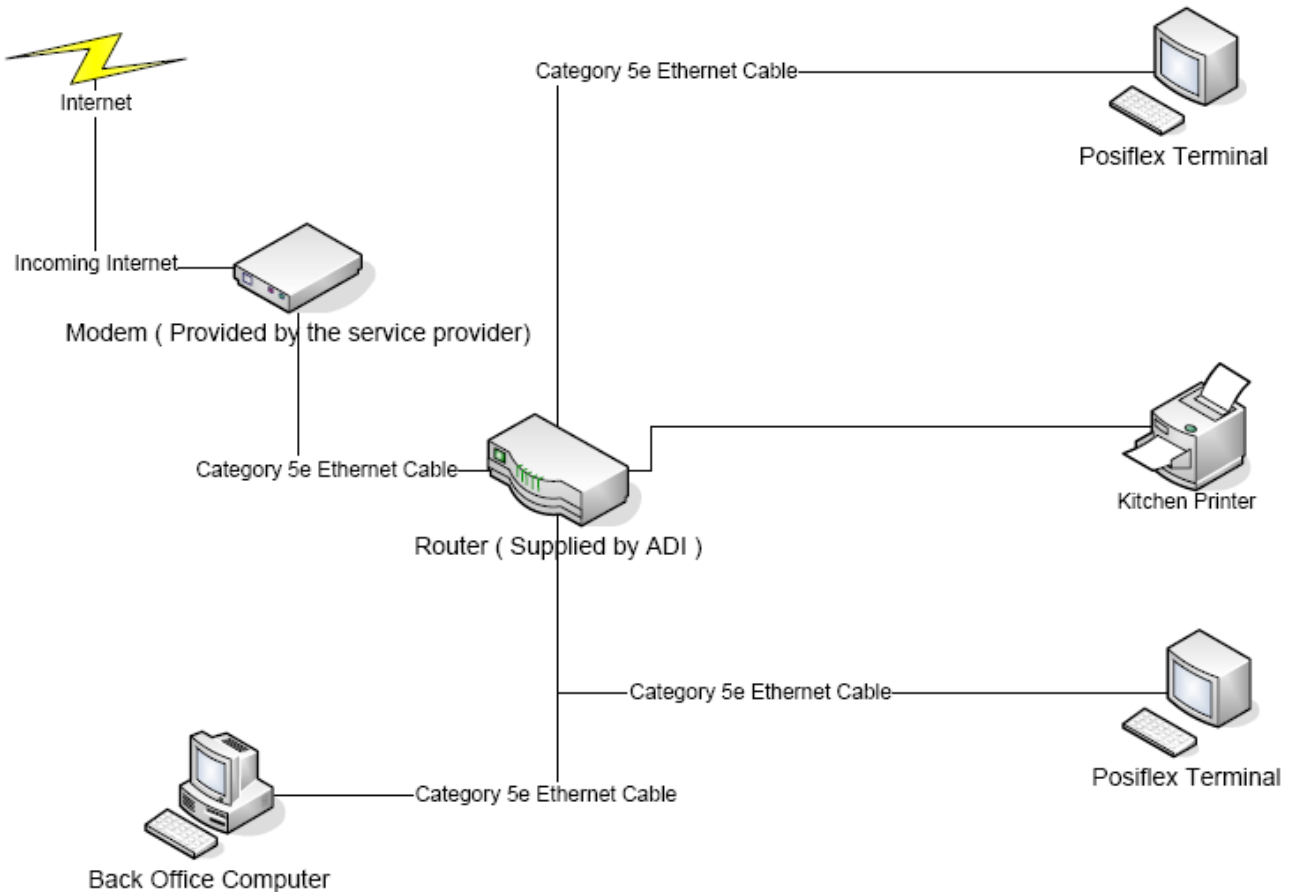 Internet
Category 5e Ethernet Cable
Posiflex Terminal
Incoming Internet
Modem ( Provided by the service provider)
Category 5e Ethernet Cable
Router ( Supplied by ADI )
Kitchen Printer
Category 5e Ethernet Cable
Posiflex Terminal
Category 5e Ethernet Cable
Back Office Computer